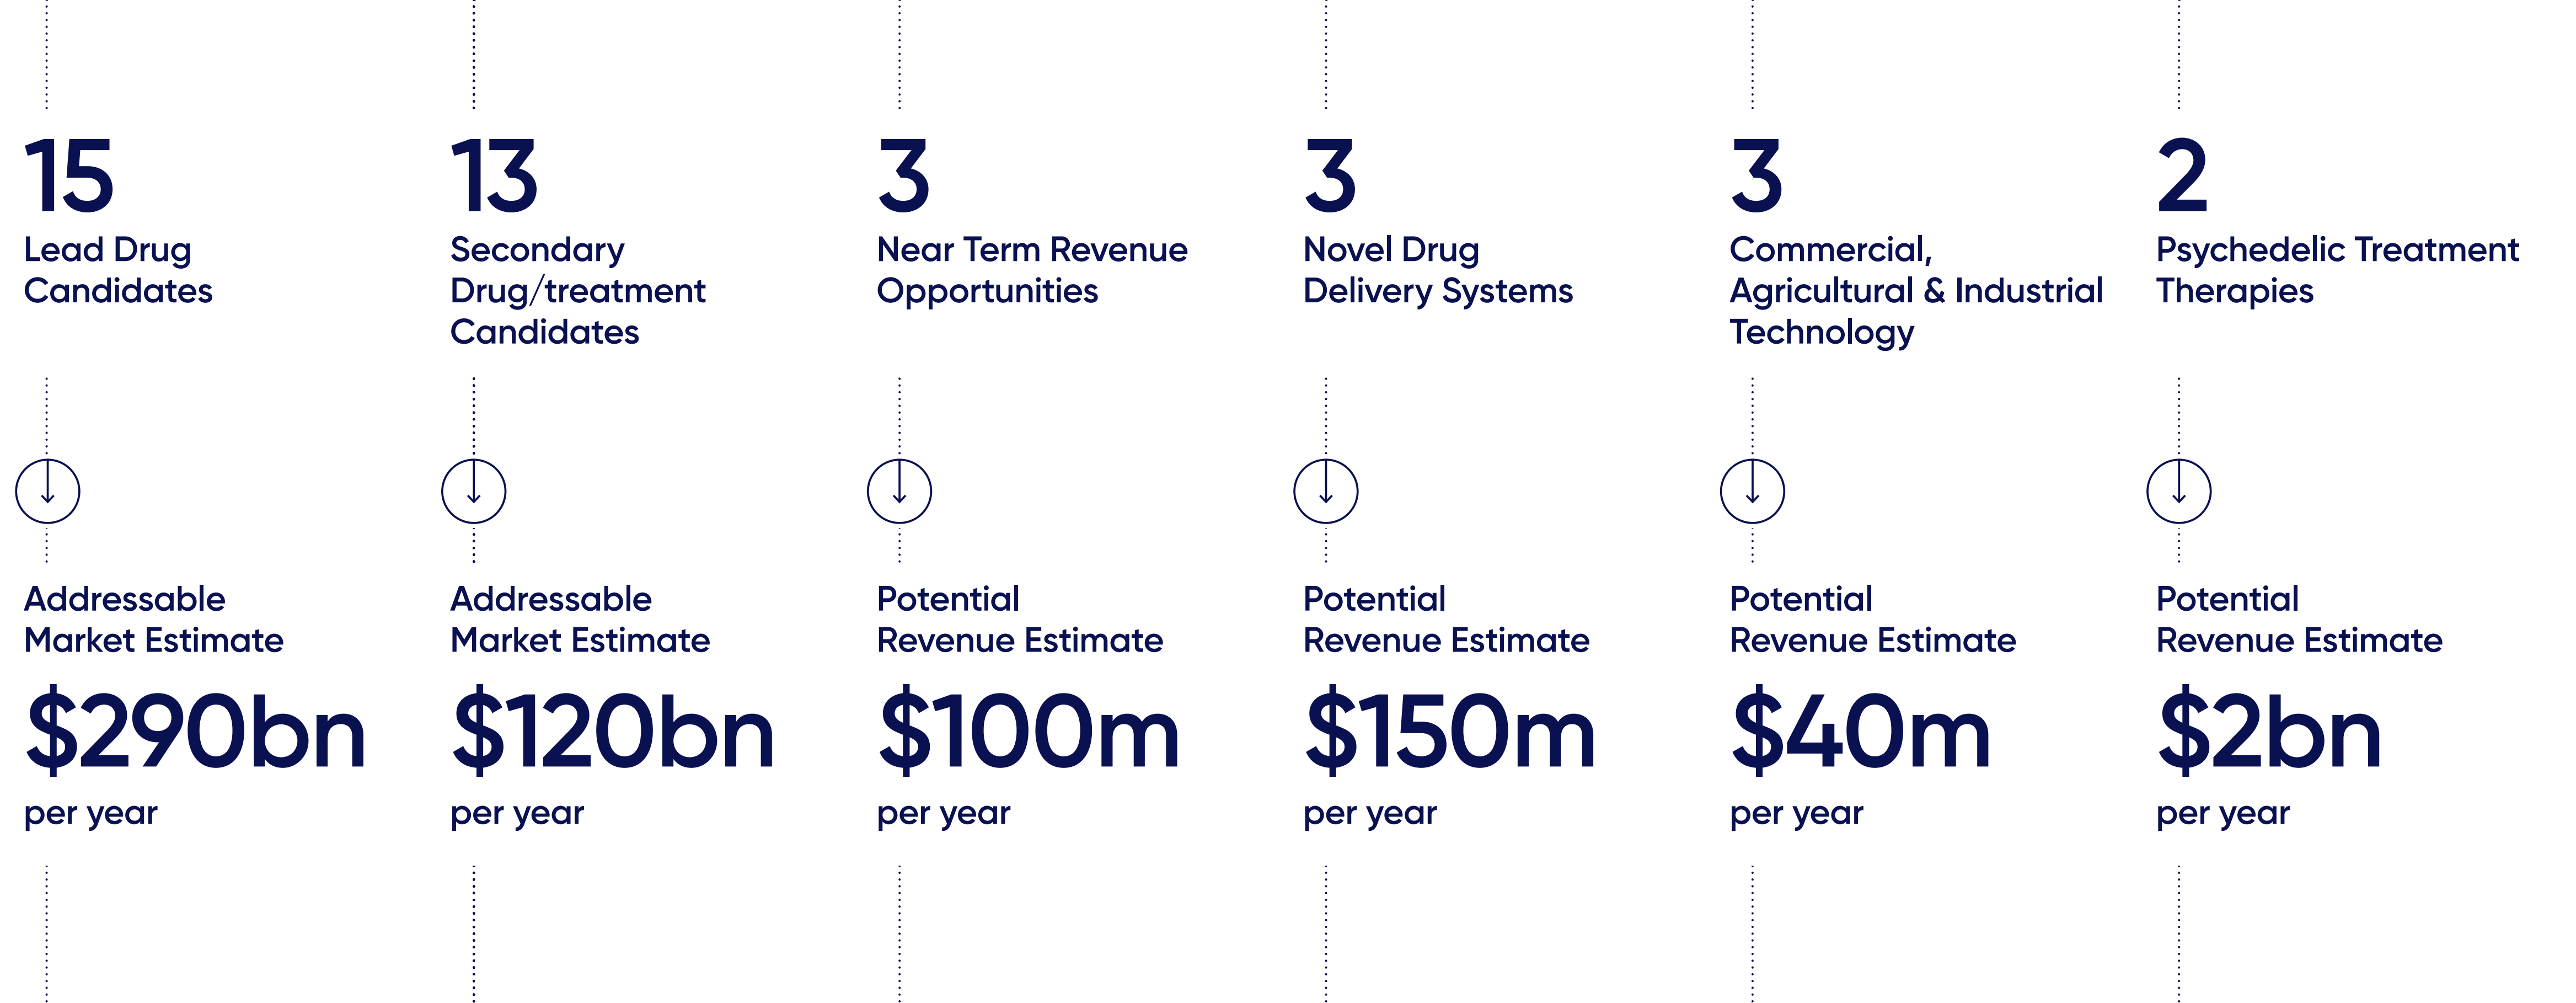 15
Lead Drug
Candidates
Addressable
Market Estimate
$290bn
per year
13
Secondary
Drug/treatment
Candidates
Addressable
Market Estimate
$120bn
per year
3
Near Term Revenue
Opportunities
Potential
Revenue Estimate
$100m
per year
3
Novel Drug
Delivery Systems
Potential
Revenue Estimate
$150m
per year
3
Commercial,
Agricultural & Industrial
Technology
Potential
Revenue Estimate
$40m
per year
2
Psychedelic Treatment
Therapies
Potential
Revenue Estimate
$2bn
per year